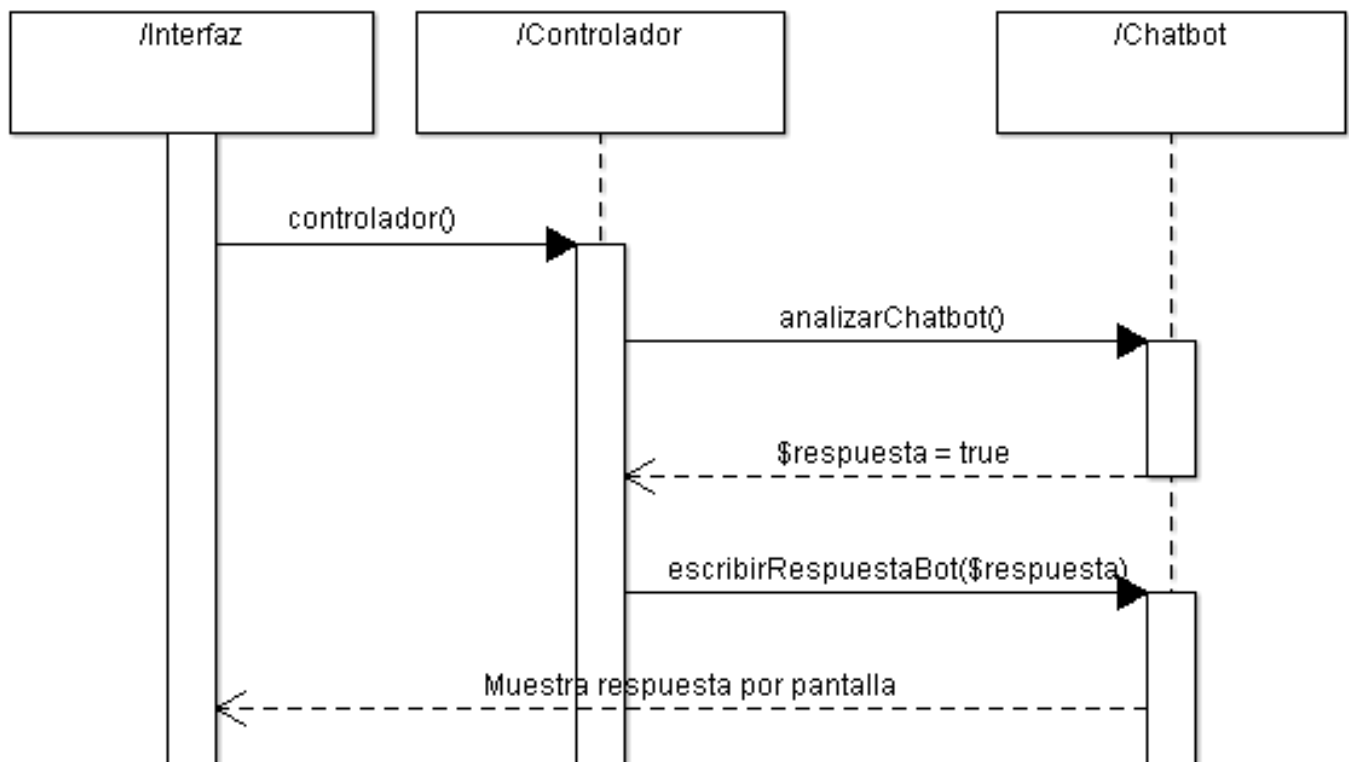 /Interfaz
/Controlador
/Chatbot
controlador()
analizarChatbot()
$respuesta = true
escribirRespuestaBot($respuesta)
Muestra respuesta por pantalla